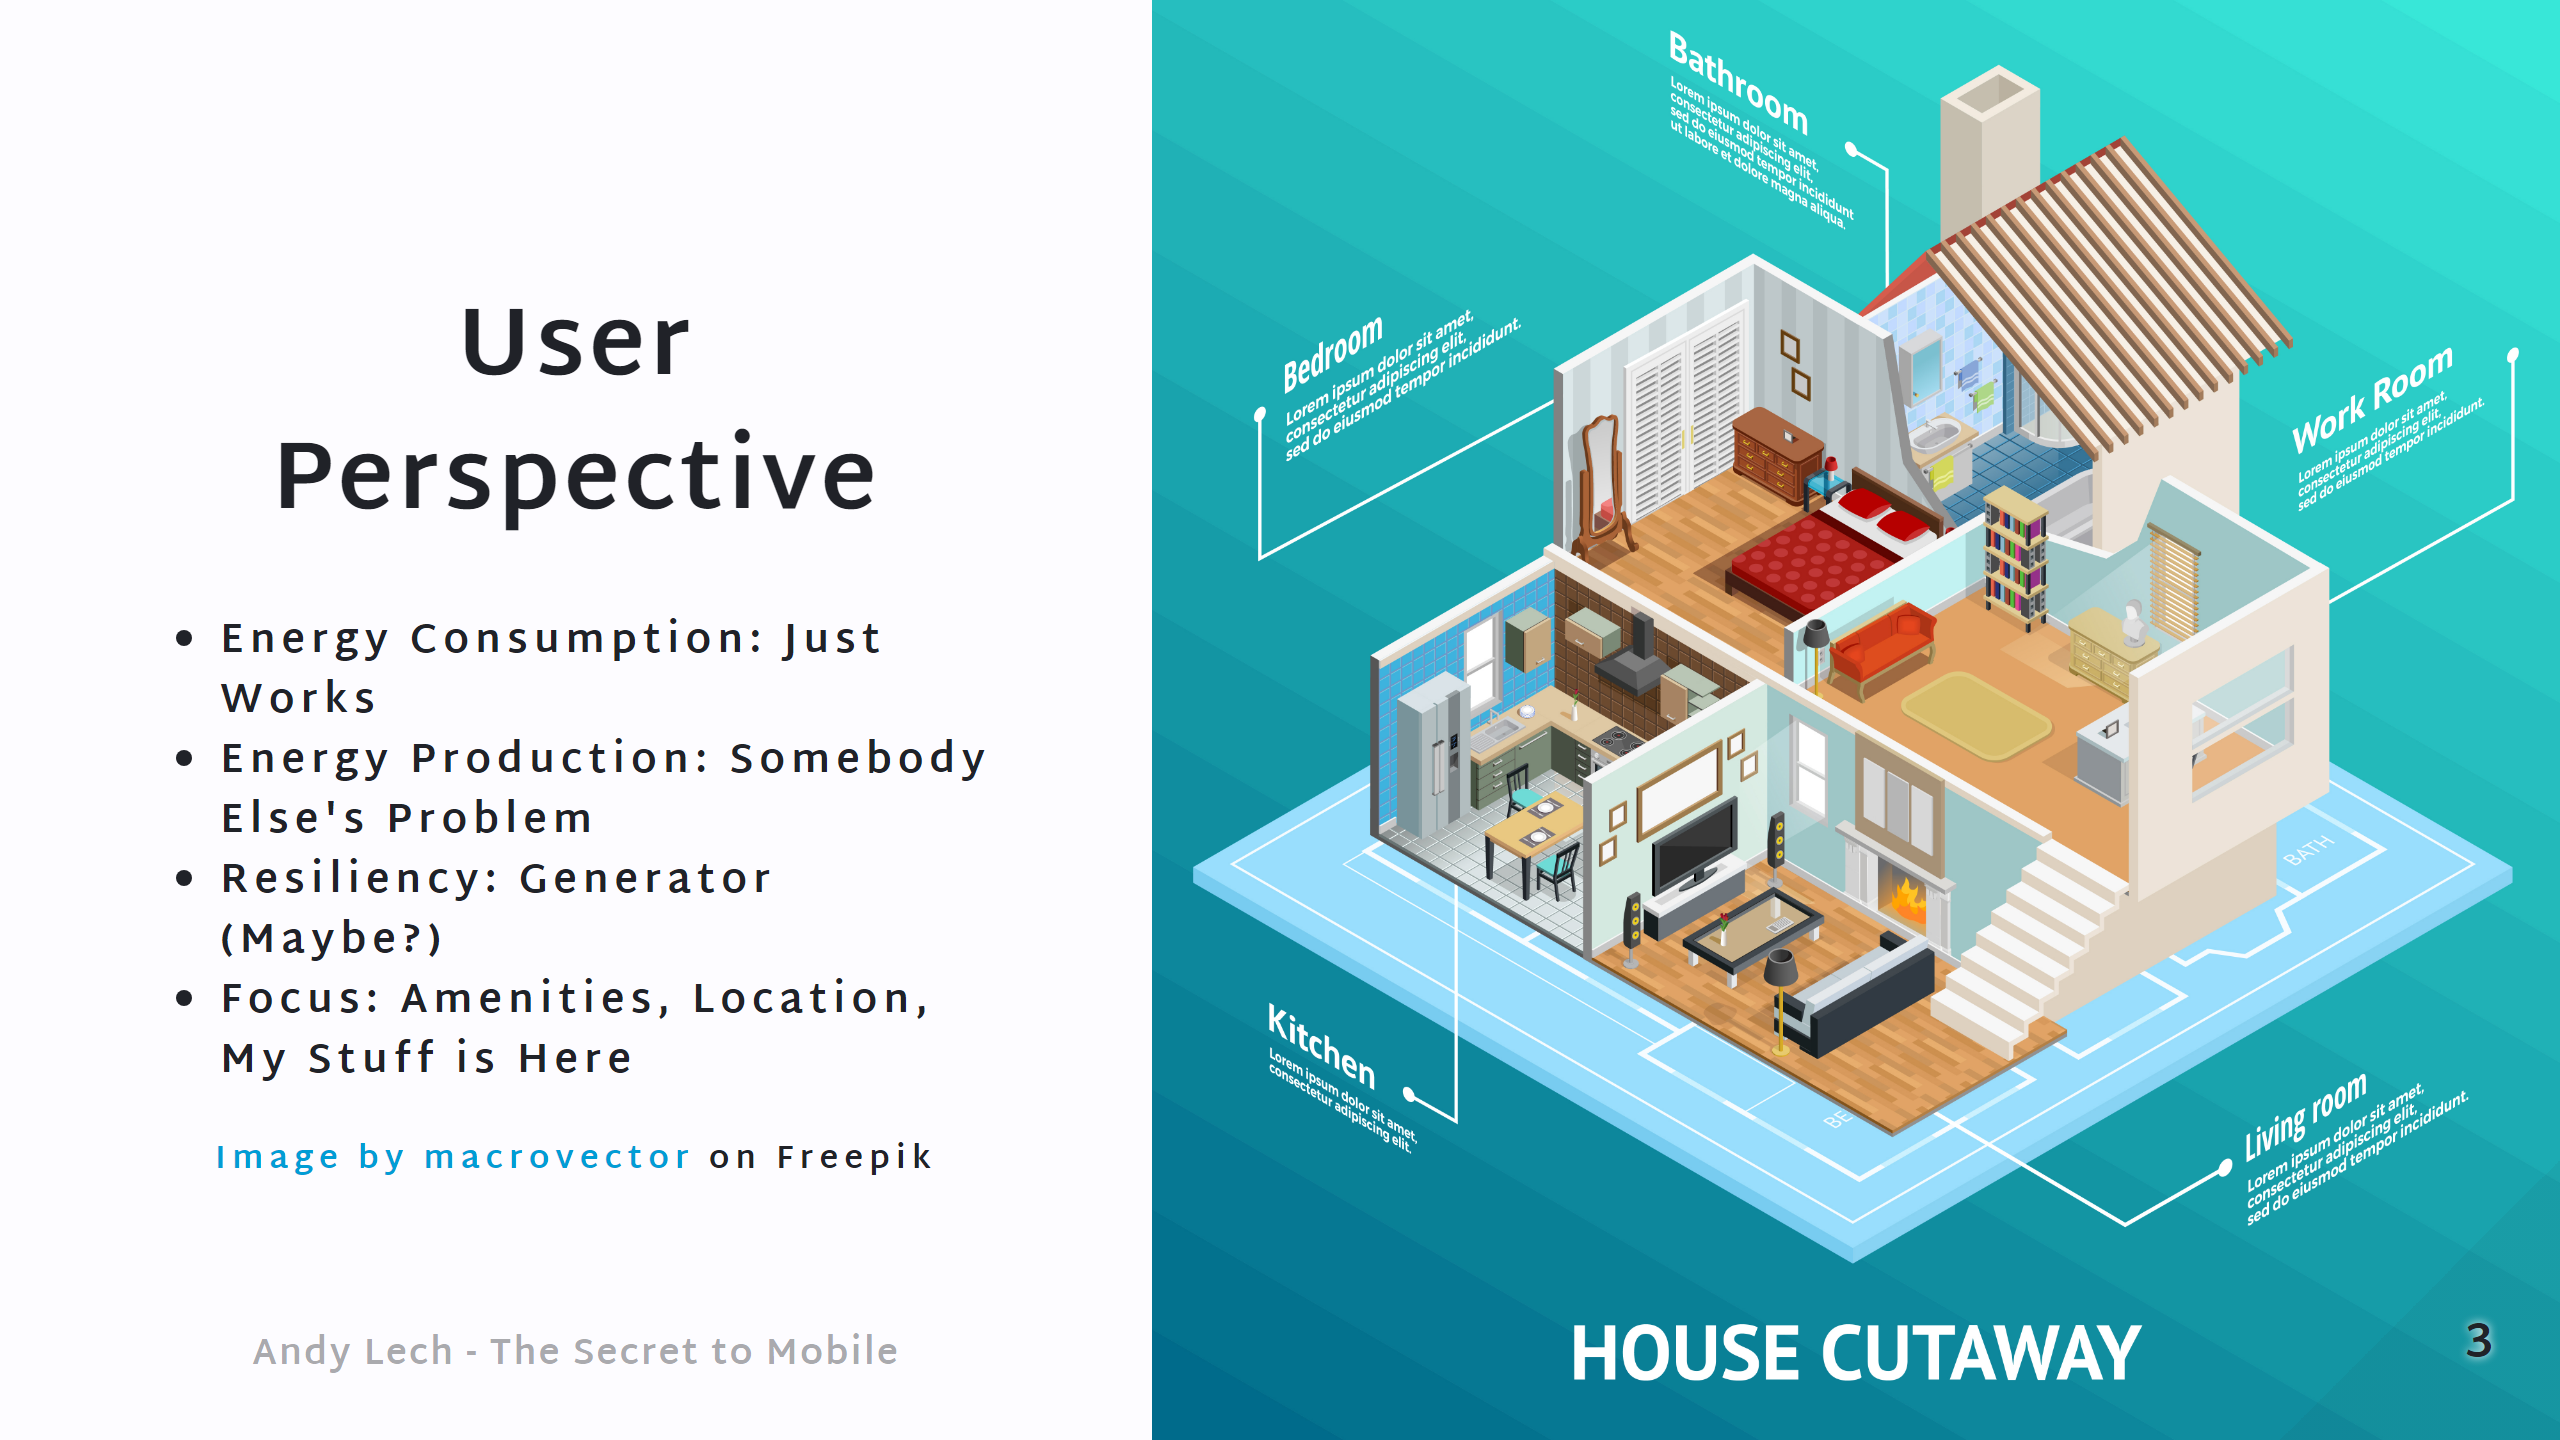 User
Perspective
• Energy Consumption: Just
Works
• Energy Production: Somebody
Else's Problem
• Resiliency: Generator
(Maybe?)
• Focus: Amenities, Location,
My Stuff is Here
Image by macrovector on Freepik
Andy Lech - The Secret to Mobile
Bathroom
Lorem ipsum dolor sit amet,
consectetur adipiscing elit,
sed do eiusmod tempor incididunt
ut labore et dolore magna aliqua.
Bedroom
Lorem ipsum dolor sit amet,
consectetur adipiscing elit,
sed do eiusmod tempor incididunt.
Work Room
Lorem ipsum dolor sit amet,
consectetur adipiscing elit,
sed do eiusmod tempor incididunt.
BATH
Kitchen
Lorem ipsum dolor sit amet,
consectetur adipiscing elit.
BE
Living room
Lorem ipsum dolor sit amet,
consectetur adipiscing elit,
sed do eiusmod tempor incididunt.
HOUSE CUTAWAY
3